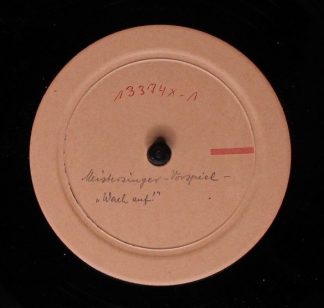 13374x-1
Meistersinger-Vorspiel -
„Wach auf!"